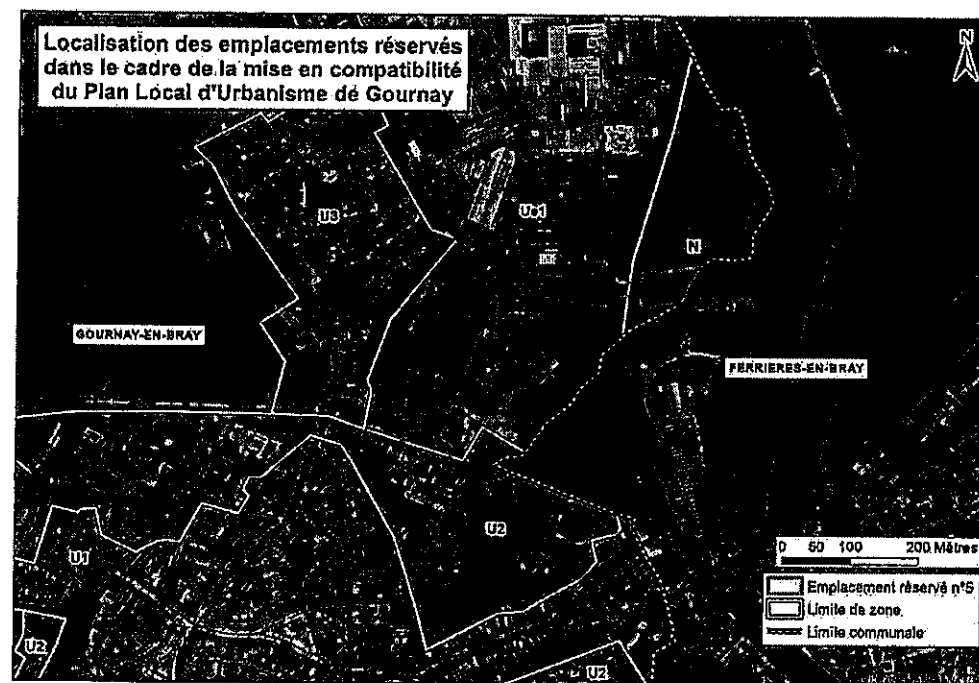 Localisation des emplacements réservés
dans le cadre de la mise en compatibilité
du Plan Local d'Urbanisme de Gournay
N
U3
Ue1
N
GOURNAY-EN-BRAY
FERRIERES-EN-BRAY
U2
U1
U2
U2
0 50 100 200 Mètres
Emplacement réservé n°5
Limite de zone
Limite communale